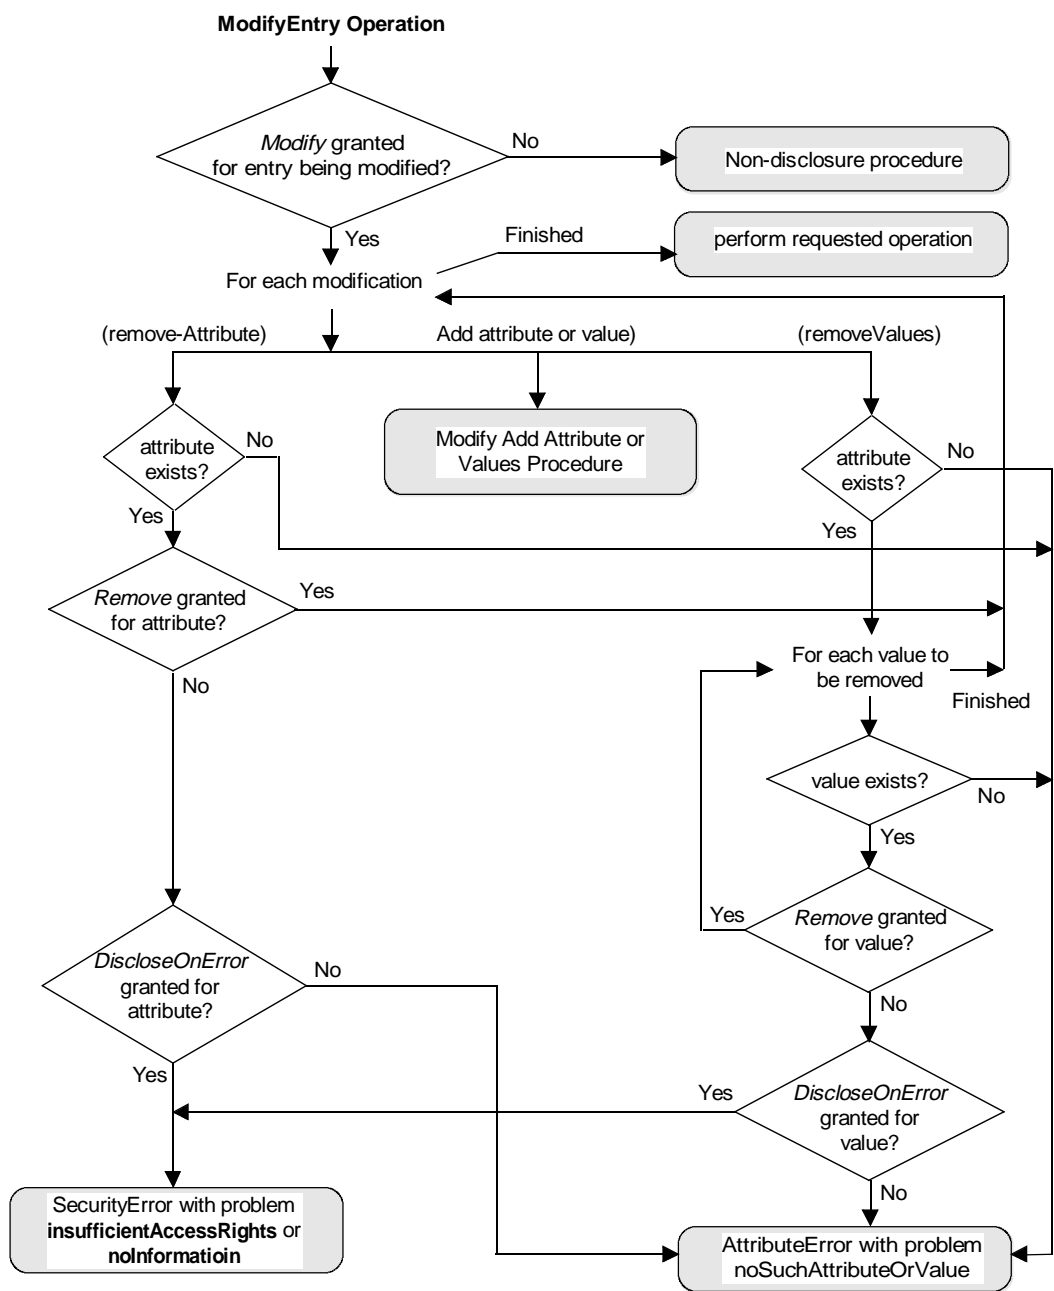 ModifyEntry Operation
Modify granted
for entry being modified?
No
Non-disclosure procedure
Yes
Finished
perform requested operation
For each modification
(remove-Attribute)
Add attribute or value)
(removeValues)
attribute
exists?
No
Modify Add Attribute or
Values Procedure
attribute
exists?
No
Yes
Yes
Remove granted
for attribute?
Yes
For each value to
be removed
No
Finished
value exists?
No
Yes
Yes
Remove granted
for value?
DiscloseOnError
granted for
attribute?
No
No
Yes
Yes
DiscloseOnError
granted for
value?
No
SecurityError with problem
insufficientAccessRights or
noInformatioin
AttributeError with problem
noSuchAttributeOrValue